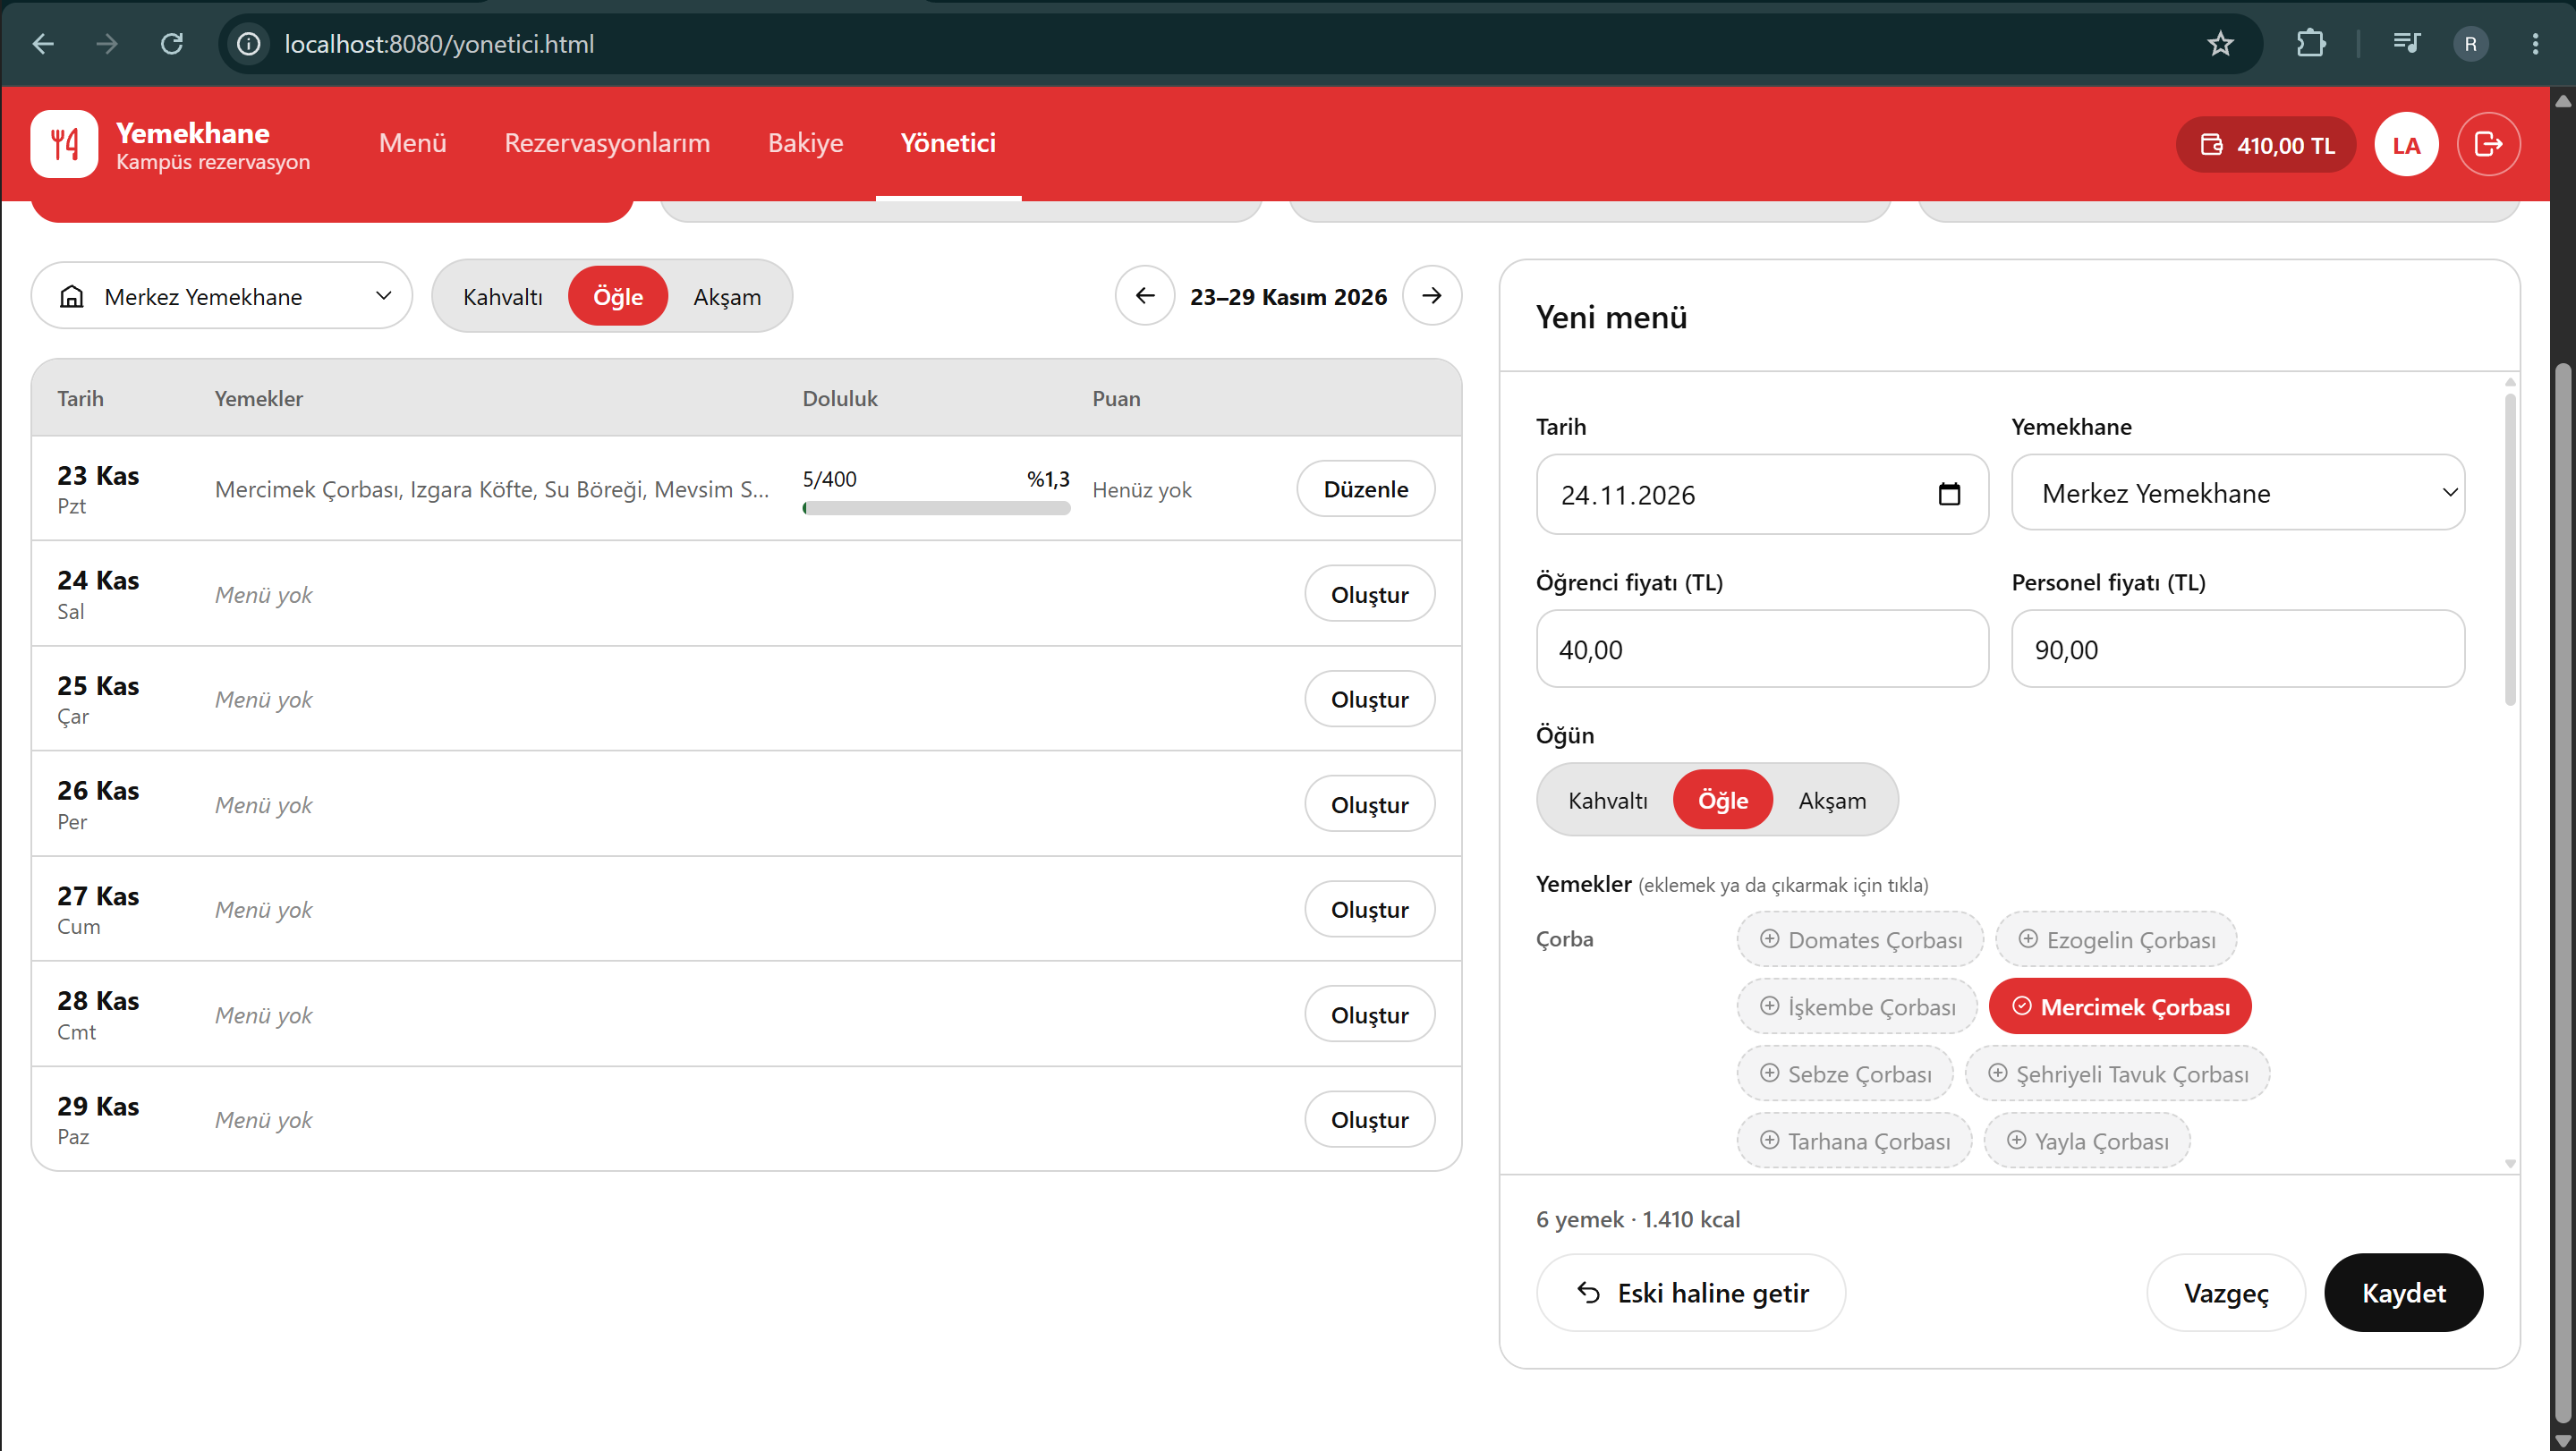 localhost:8080/yonetici.html
R
Yemekhane
Kampüs rezervasyon
Menü
Rezervasyonlarım
Bakiye
Yönetici
410,00 TL
LA
Merkez Yemekhane
Kahvaltı
Öğle
Akşam
23–29 Kasım 2026
Tarih
Yemekler
Doluluk
Puan
23 Kas
Pzt
Mercimek Çorbası, Izgara Köfte, Su Böreği, Mevsim S...
5/400
%1,3
Henüz yok
Düzenle
24 Kas
Sal
Menü yok
Oluştur
25 Kas
Çar
Menü yok
Oluştur
26 Kas
Per
Menü yok
Oluştur
27 Kas
Cum
Menü yok
Oluştur
28 Kas
Cmt
Menü yok
Oluştur
29 Kas
Paz
Menü yok
Oluştur
Yeni menü
Tarih
Yemekhane
24.11.2026
Merkez Yemekhane
Öğrenci fiyatı (TL)
Personel fiyatı (TL)
40,00
90,00
Öğün
Kahvaltı
Öğle
Akşam
Yemekler (eklemek ya da çıkarmak için tıkla)
Çorba
Domates Çorbası
Ezogelin Çorbası
İşkembe Çorbası
Mercimek Çorbası
Sebze Çorbası
Şehriyeli Tavuk Çorbası
Tarhana Çorbası
Yayla Çorbası
6 yemek · 1.410 kcal
Eski haline getir
Vazgeç
Kaydet